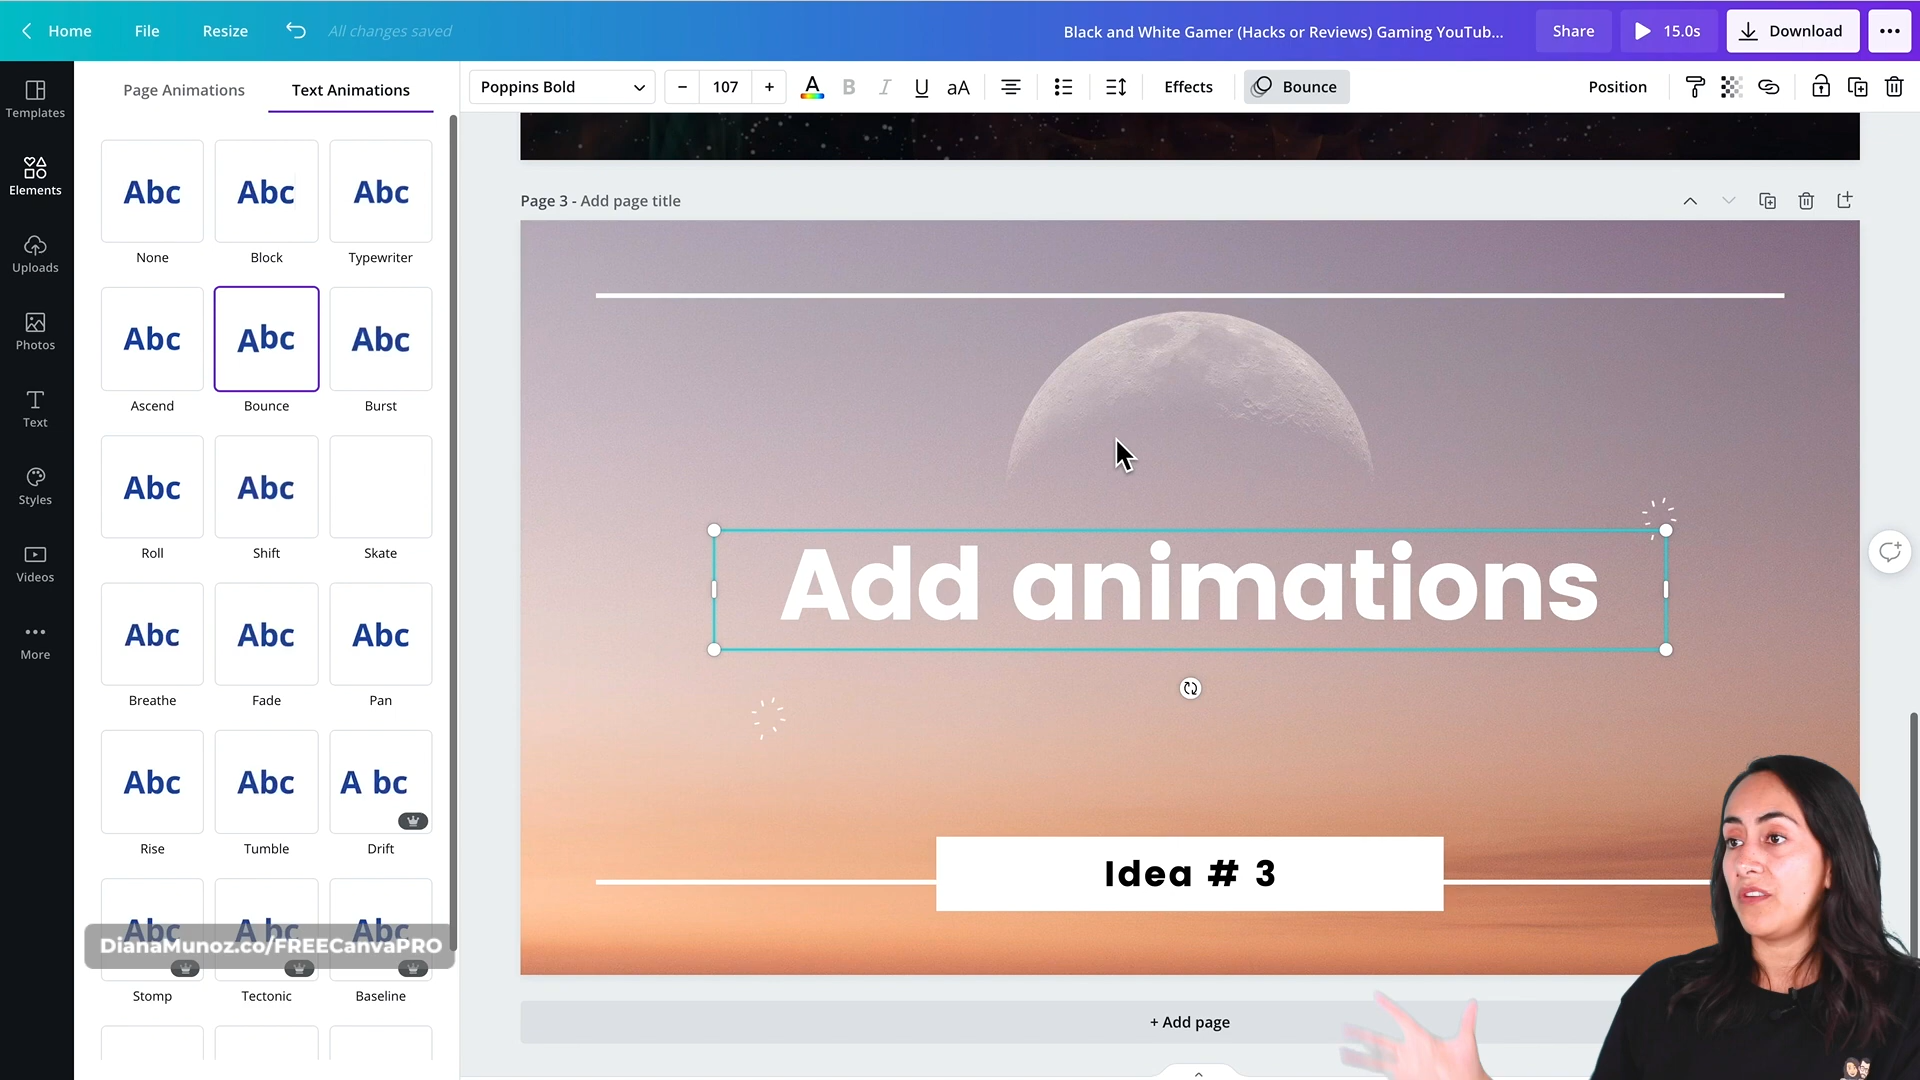 Home
File
Resize
All changes saved
Black and White Gamer (Hacks or Reviews) Gaming YouTub...
Share
15.0s
Download
Templates
Elements
Uploads
Photos
Text
Styles
Videos
More
Page Animations
Text Animations
Abc Abc Abc
None Block Typewriter
Abc Abc Abc
Ascend Bounce Burst
Abc Abc
Roll Shift Skate
Abc Abc Abc
Breathe Fade Pan
Abc Abc A bc
Rise Tumble Drift
Abc A bc Abc
DianaMunoz.co/FREECanvaPRO
Stomp Tectonic Baseline
Poppins Bold
− 107 +
A B I U aA
Effects
Bounce
Position
Page 3 - Add page title
Add animations
Idea # 3
+ Add page